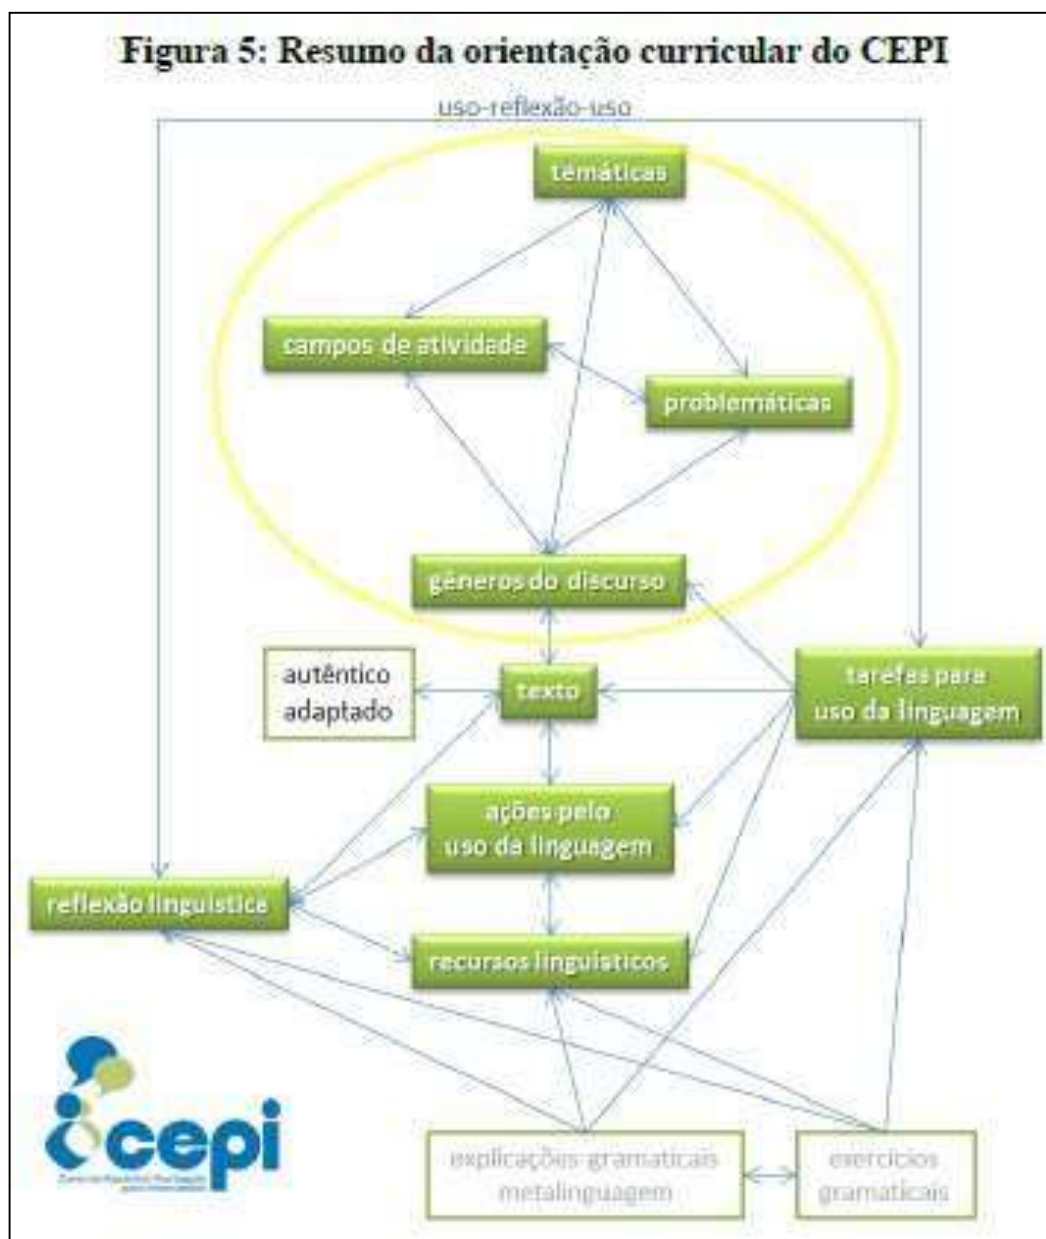 Figura 5: Resumo da orientação curricular do CEPI
uso-reflexão-uso
temáticas
campos de atividade
problemáticas
gêneros do discurso
autêntico
adaptado
texto
tarefas para
uso da linguagem
ações pelo
uso da linguagem
reflexão linguística
recursos linguísticos
cepi
explicações gramaticais
metalinguagem
exercícios
gramaticais